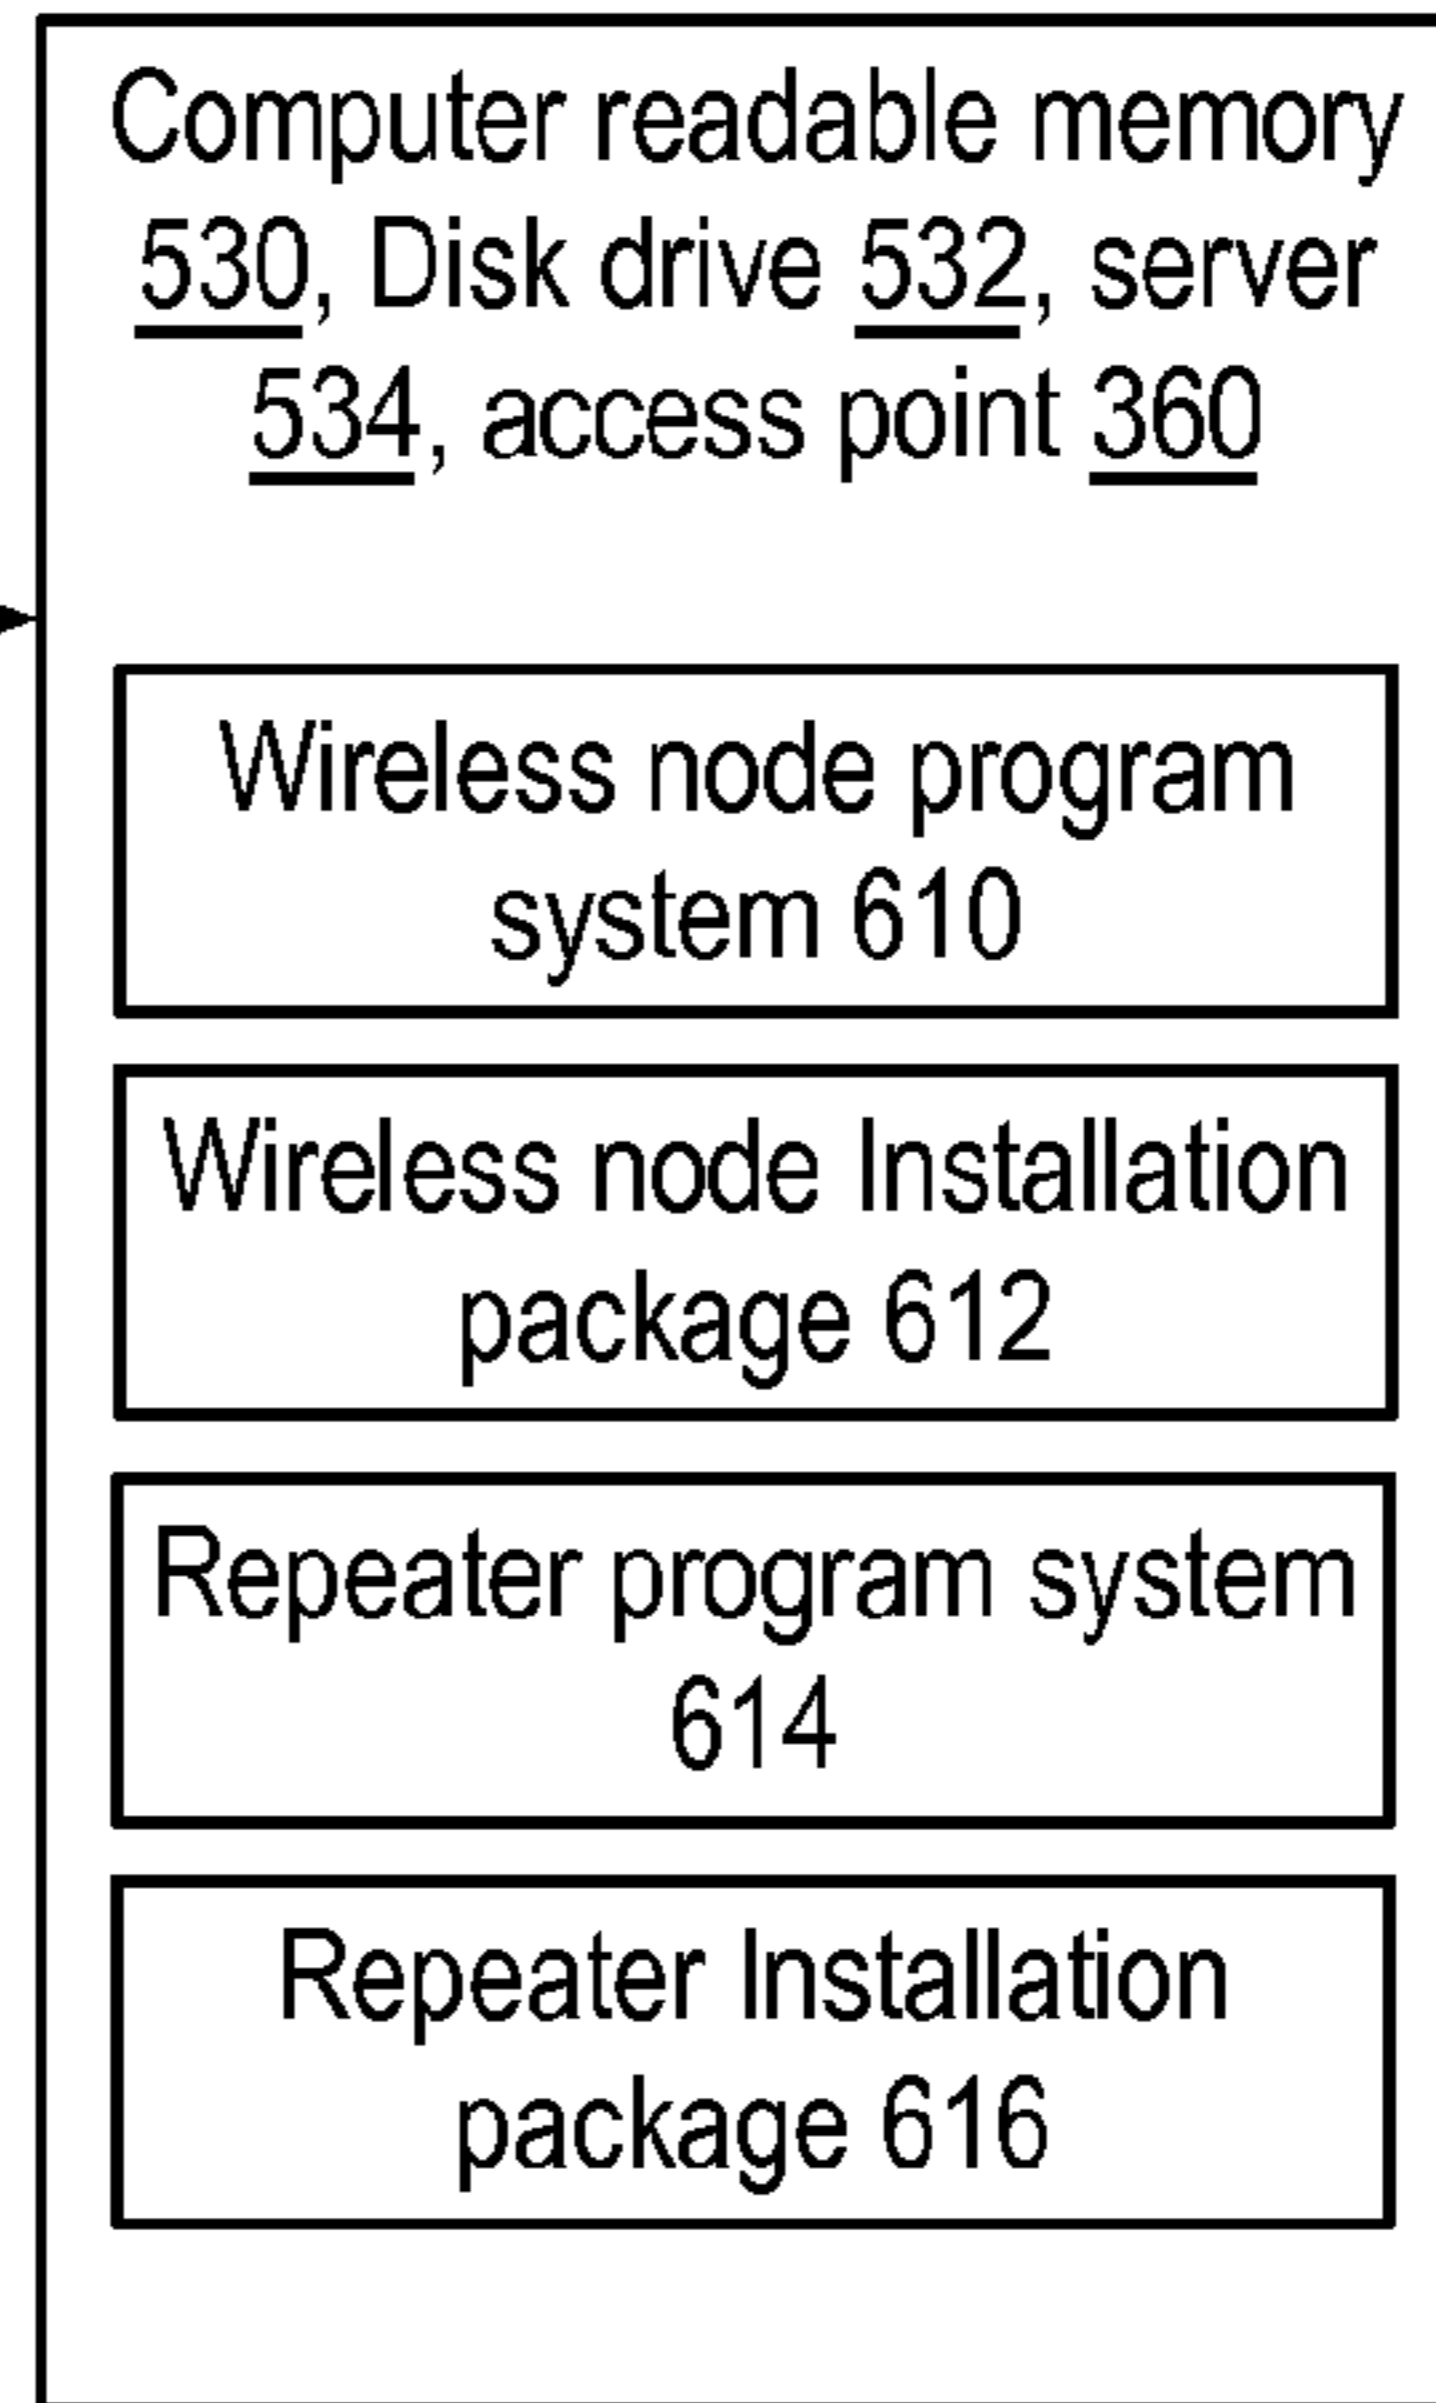 Computer readable memory
530, Disk drive 532, server
534, access point 360
Wireless node program
system 610
Wireless node Installation
package 612
Repeater program system
614
Repeater Installation
package 616